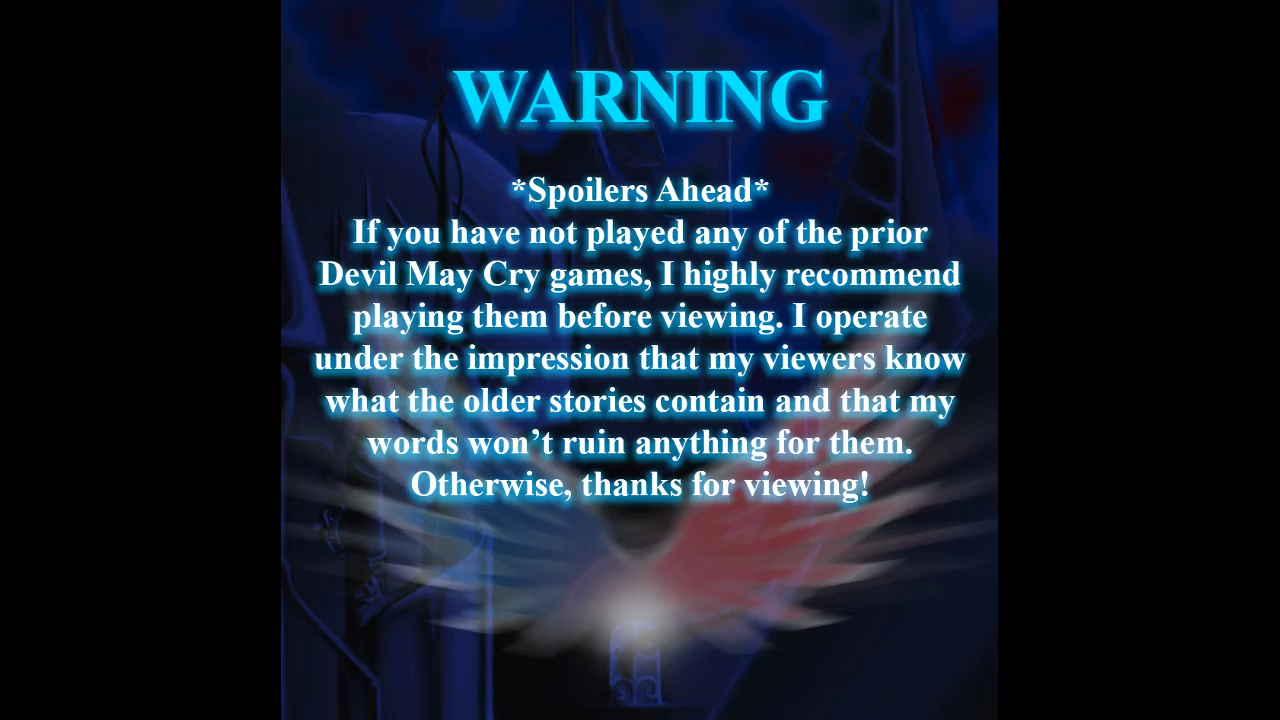 WARNING
*Spoilers Ahead*
If you have not played any of the prior
Devil May Cry games, I highly recommend
playing them before viewing. I operate
under the impression that my viewers know
what the older stories contain and that my
words won’t ruin anything for them.
Otherwise, thanks for viewing!